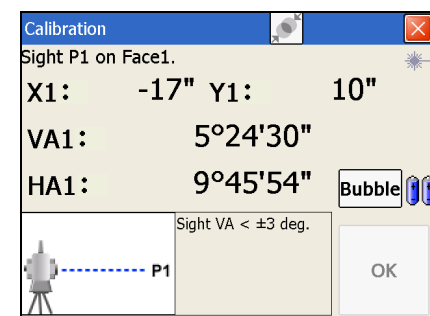 Calibration
Sight P1 on Face1.
X1: -17" Y1: 10"
VA1: 5°24'30"
HA1: 9°45'54"
Bubble
Sight VA < ±3 deg.
P1
OK